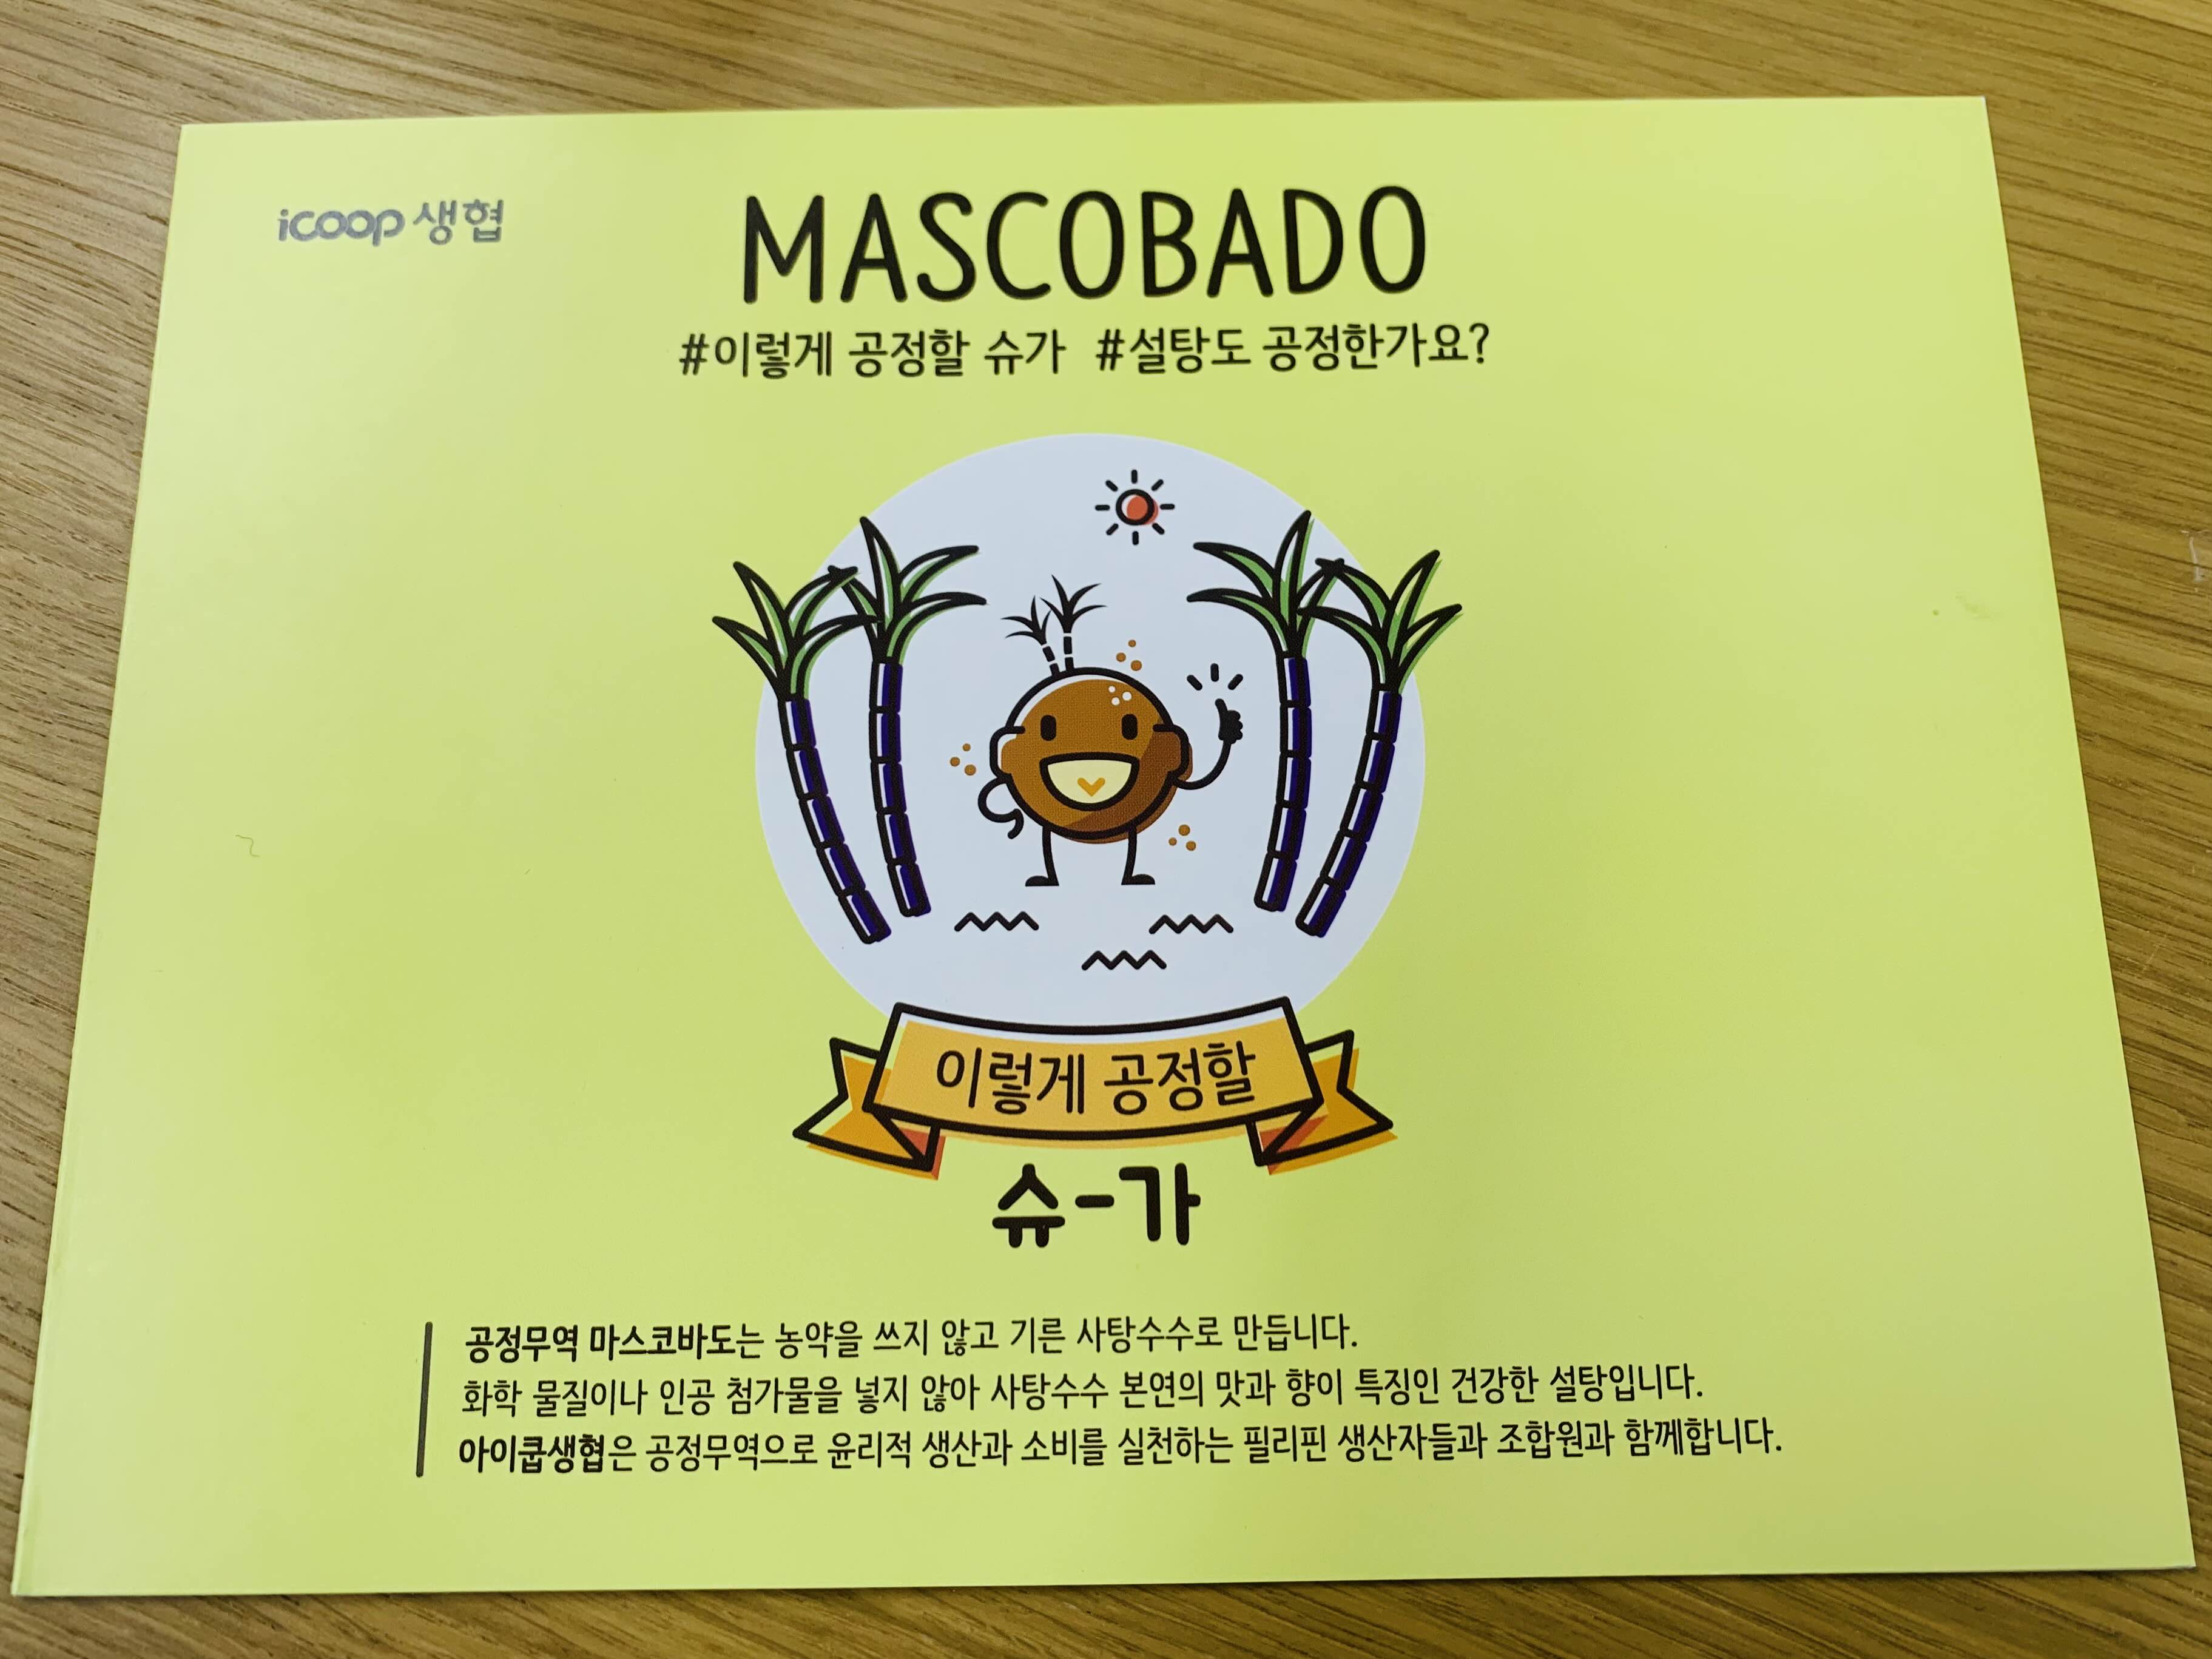 icoop 생협
MASCOBADO
#이렇게 공정할 슈가 #설탕도 공정한가요?
이렇게 공정할
슈-가
공정무역 마스코바도는 농약을 쓰지 않고 기른 사탕수수로 만듭니다.
화학 물질이나 인공 첨가물을 넣지 않아 사탕수수 본연의 맛과 향이 특징인 건강한 설탕입니다.
아이쿱생협은 공정무역으로 윤리적 생산과 소비를 실천하는 필리핀 생산자들과 조합원과 함께합니다.